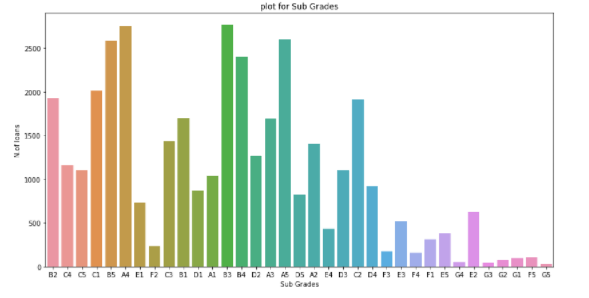 plot for Sub Grades
2500
2000
1500
1000
500
0
N of loans
B2 C4 C5 C1 B5 A4 E1 F2 C3 B1 D1 A1 B3 B4 D2 A3 A5 D5 A2 E4 D3 C2 D4 F3 E3 F4 F1 E5 G4 E2 G3 G2 G1 F5 G5
Sub Grades